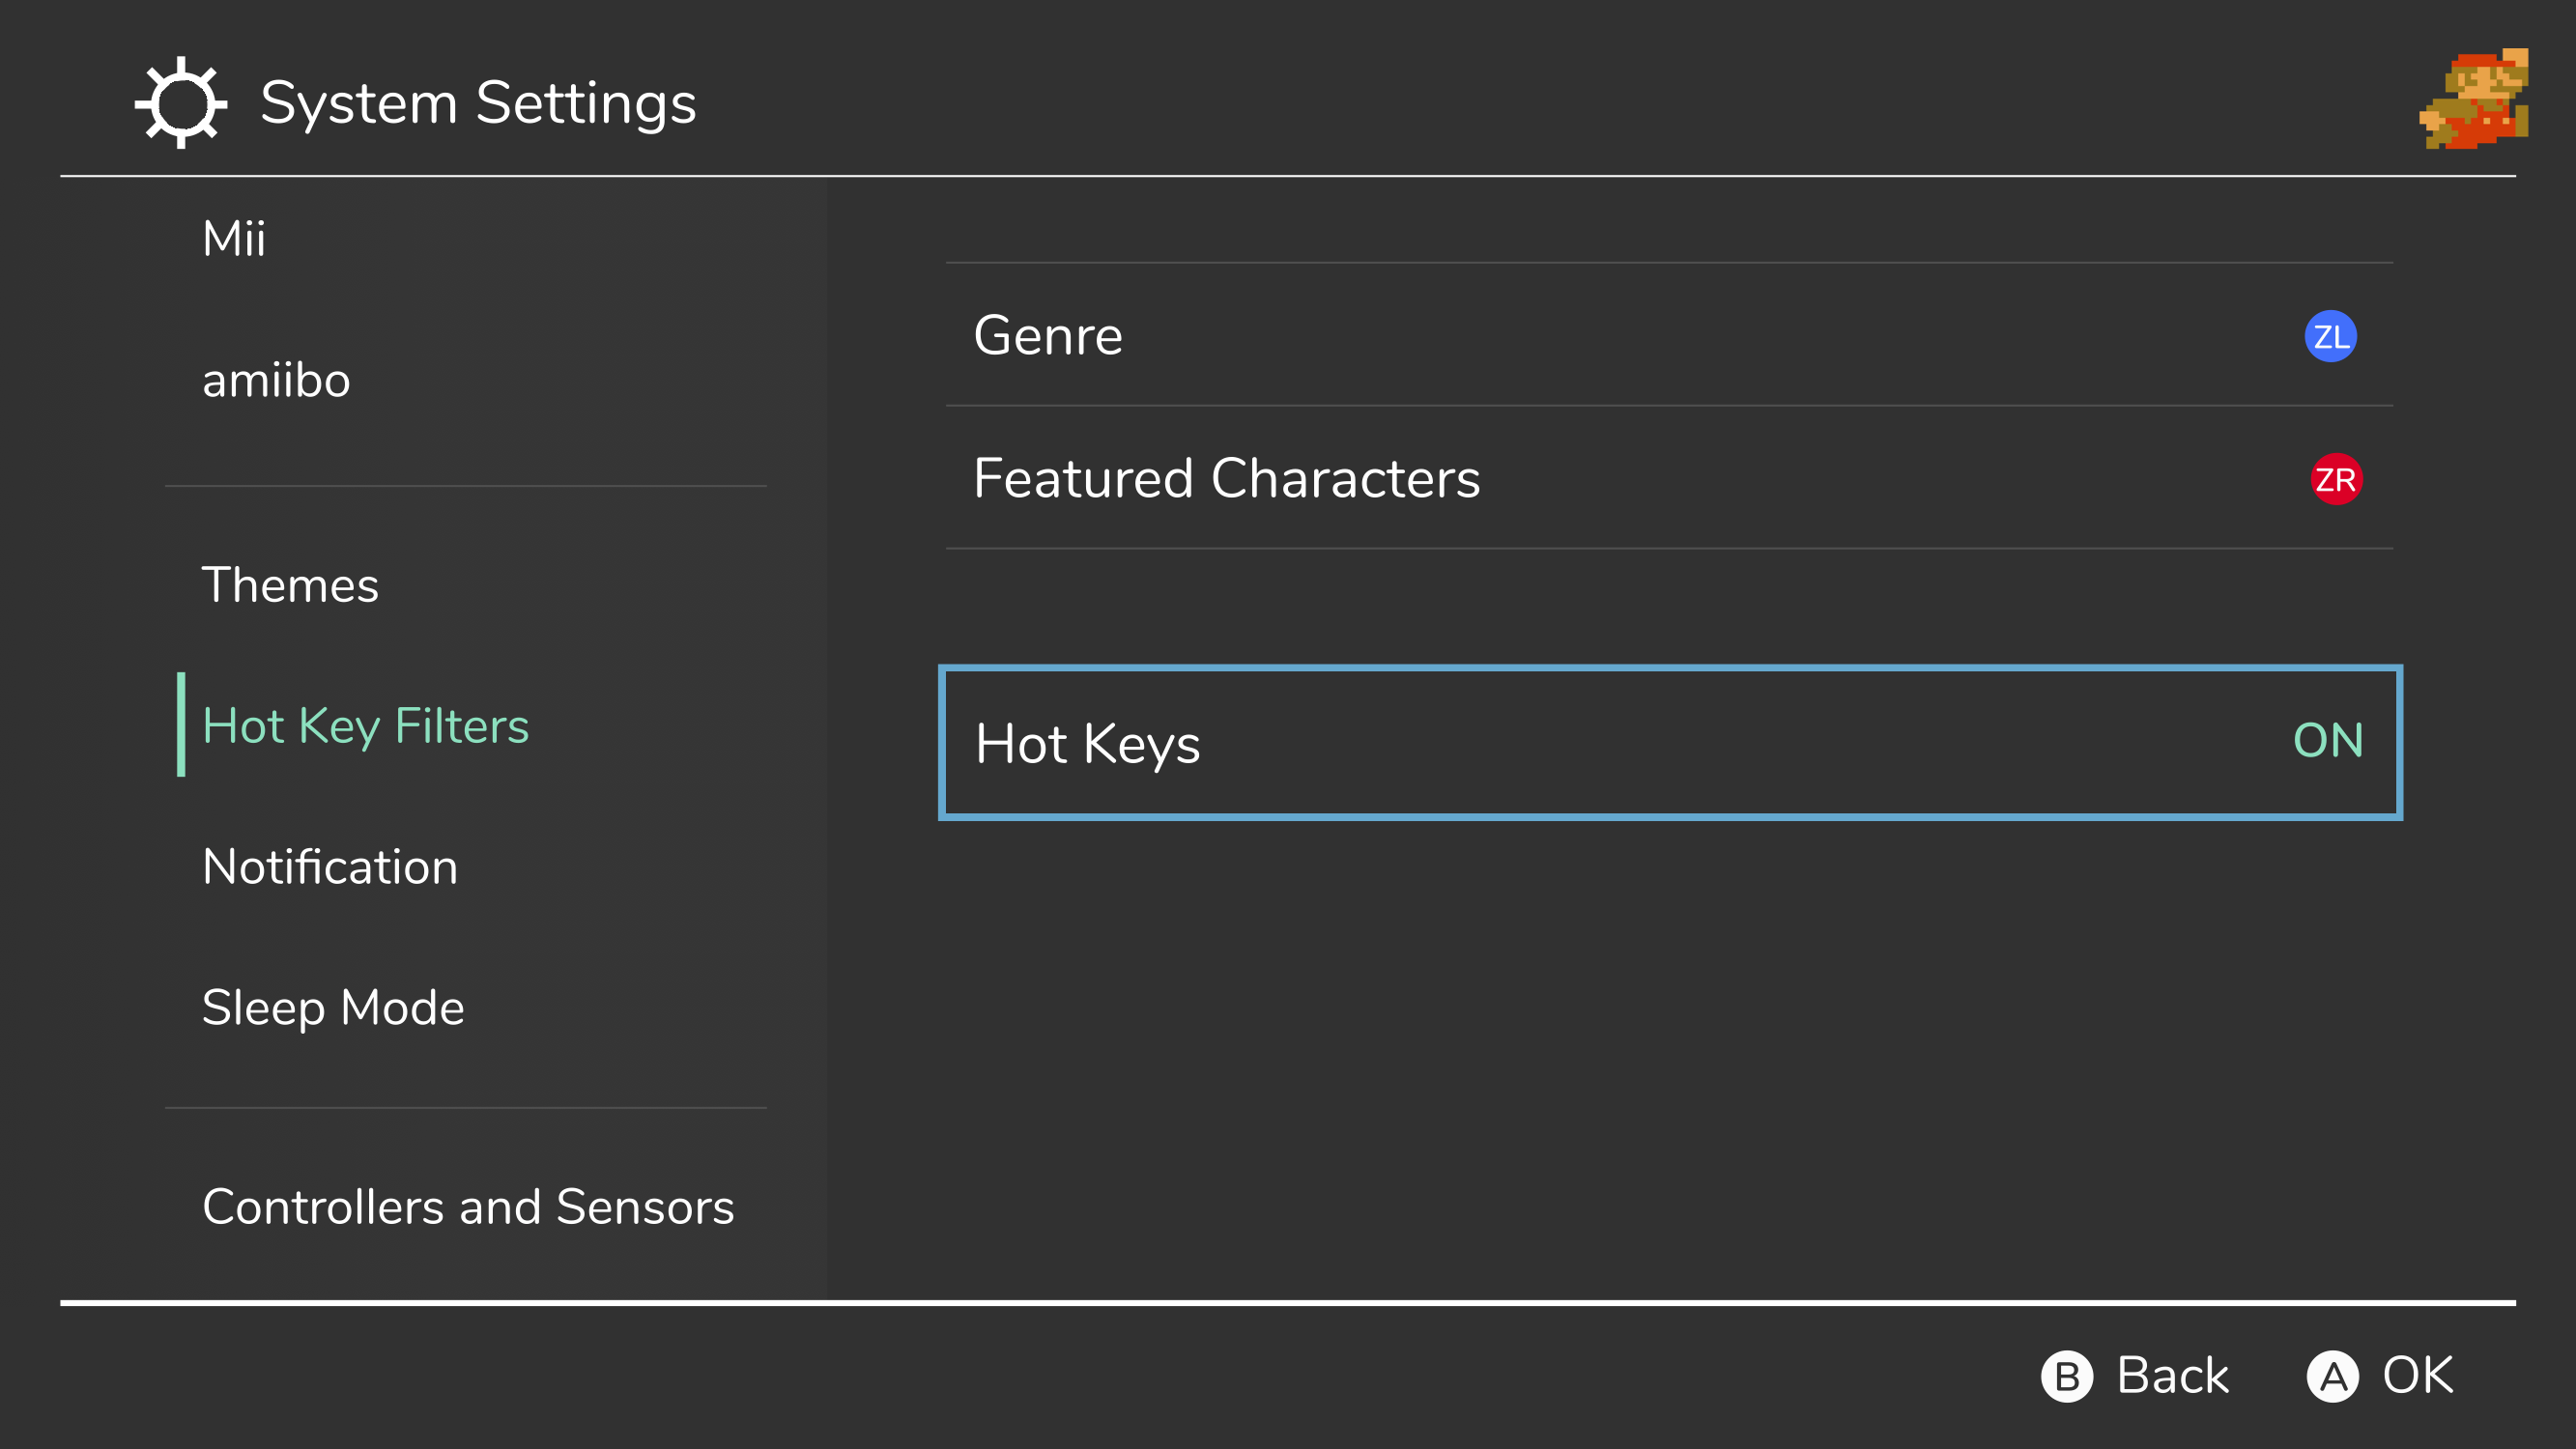 System Settings
Mii
amiibo
Themes
Hot Key Filters
Notification
Sleep Mode
Controllers and Sensors
Genre ZL
Featured Characters ZR
Hot Keys ON
B Back A OK